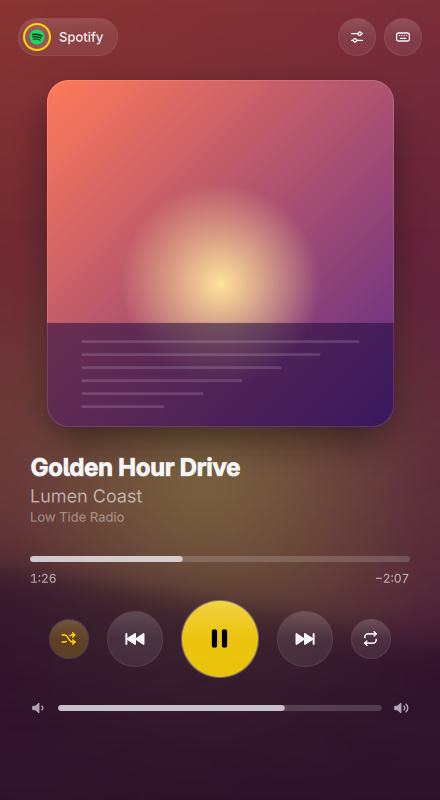 Spotify
Golden Hour Drive
Lumen Coast
Low Tide Radio
1:26
−2:07